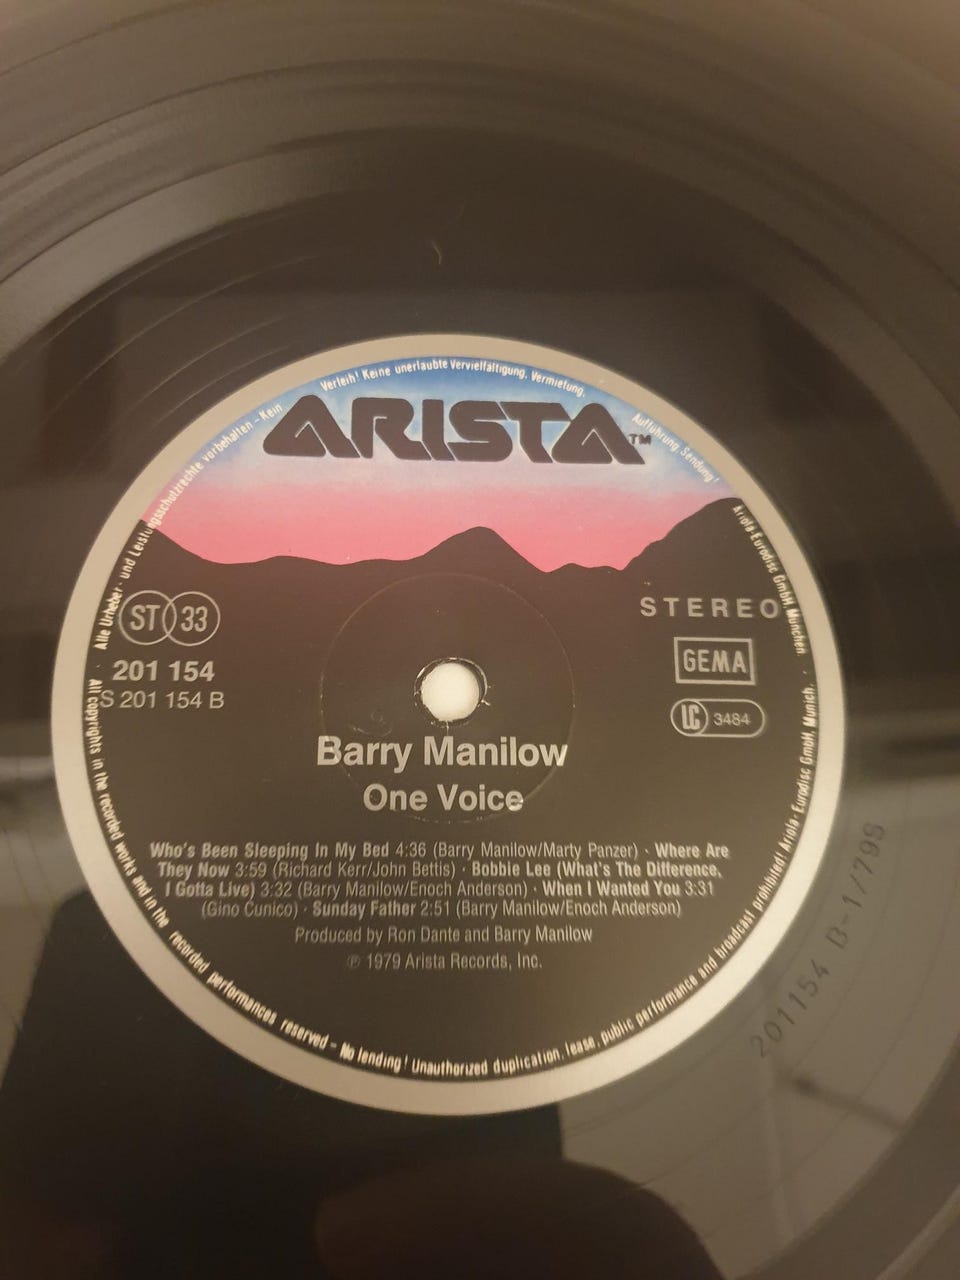 Alle Urheber- und Leistungsschutzrechte vorbehalten – Kein Verleih! Keine unerlaubte Vervielfältigung, Vermietung, Aufführung, Sendung!
ARISTA™
Ariola-Eurodisc GmbH, München
ST 33
STEREO
201 154
S 201 154 B
GEMA
LC 3484
Barry Manilow
One Voice
Who's Been Sleeping In My Bed 4:36 (Barry Manilow/Marty Panzer) · Where Are
They Now 3:59 (Richard Kerr/John Bettis) · Bobbie Lee (What's The Difference,
I Gotta Live) 3:32 (Barry Manilow/Enoch Anderson) · When I Wanted You 3:31
(Gino Cunico) · Sunday Father 2:51 (Barry Manilow/Enoch Anderson)
Produced by Ron Dante and Barry Manilow
℗ 1979 Arista Records, Inc.
All copyrights in the recorded works and in the recorded performances reserved – No lending! Unauthorized duplication, lease, public performance and broadcast prohibited! Ariola-Eurodisc GmbH, Munich.
201154 B-1/79S